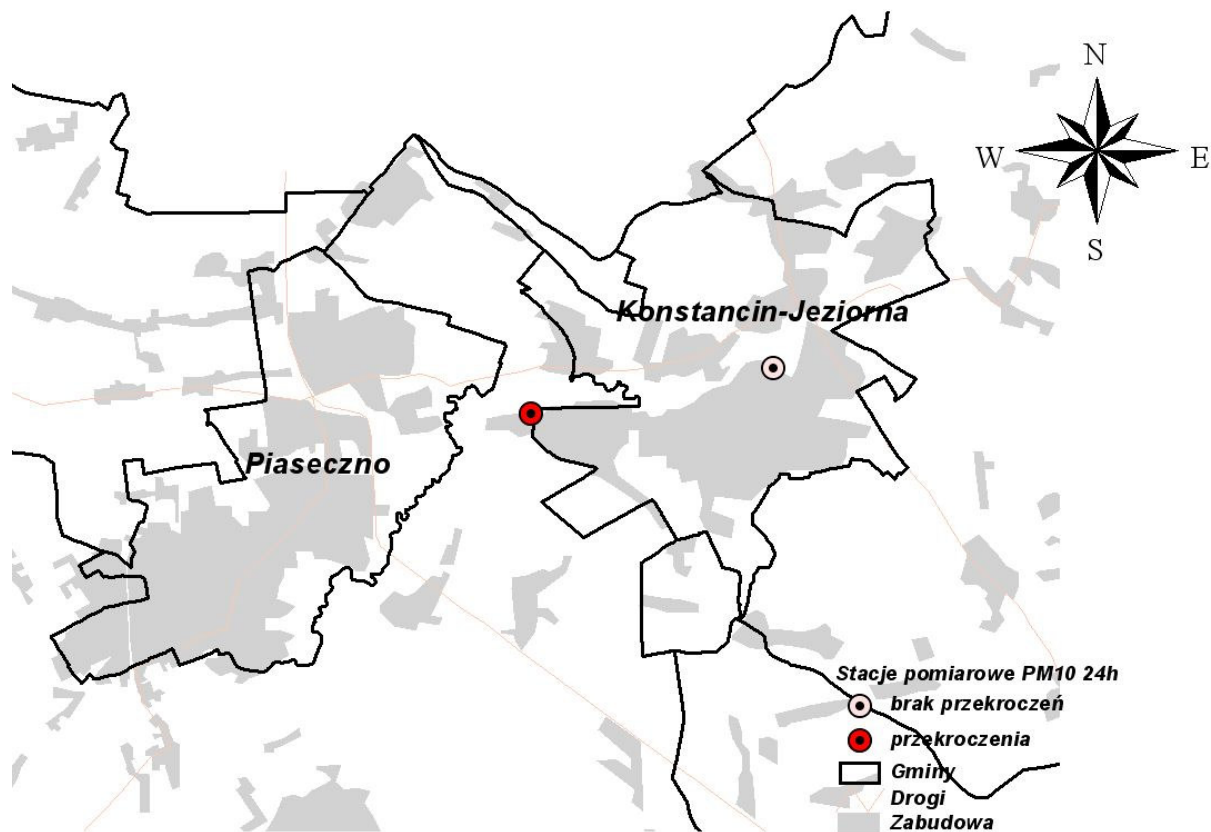 N
W
E
S
Konstancin-Jeziorna
Piaseczno
Stacje pomiarowe PM10 24h
brak przekroczeń
przekroczenia
Gminy
Drogi
Zabudowa